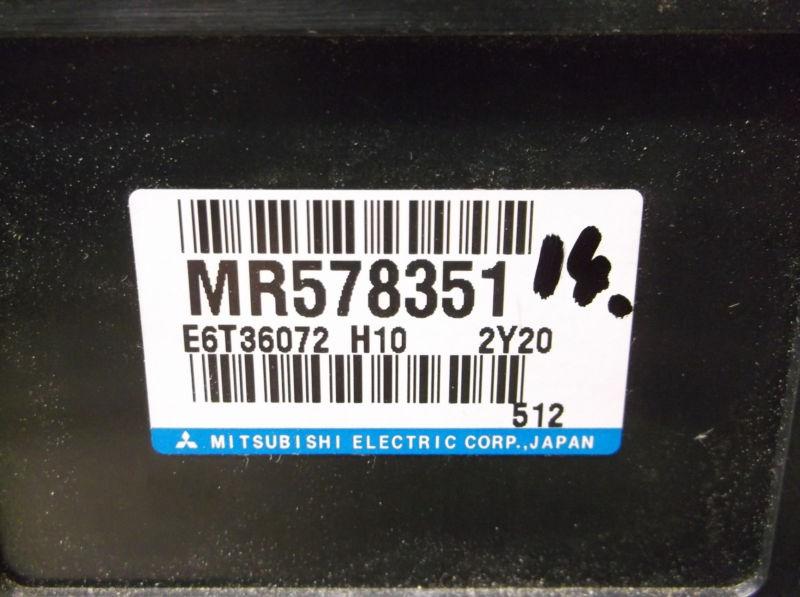 MR578351
14.
E6T36072 H10 2Y20
512
MITSUBISHI ELECTRIC CORP.,JAPAN